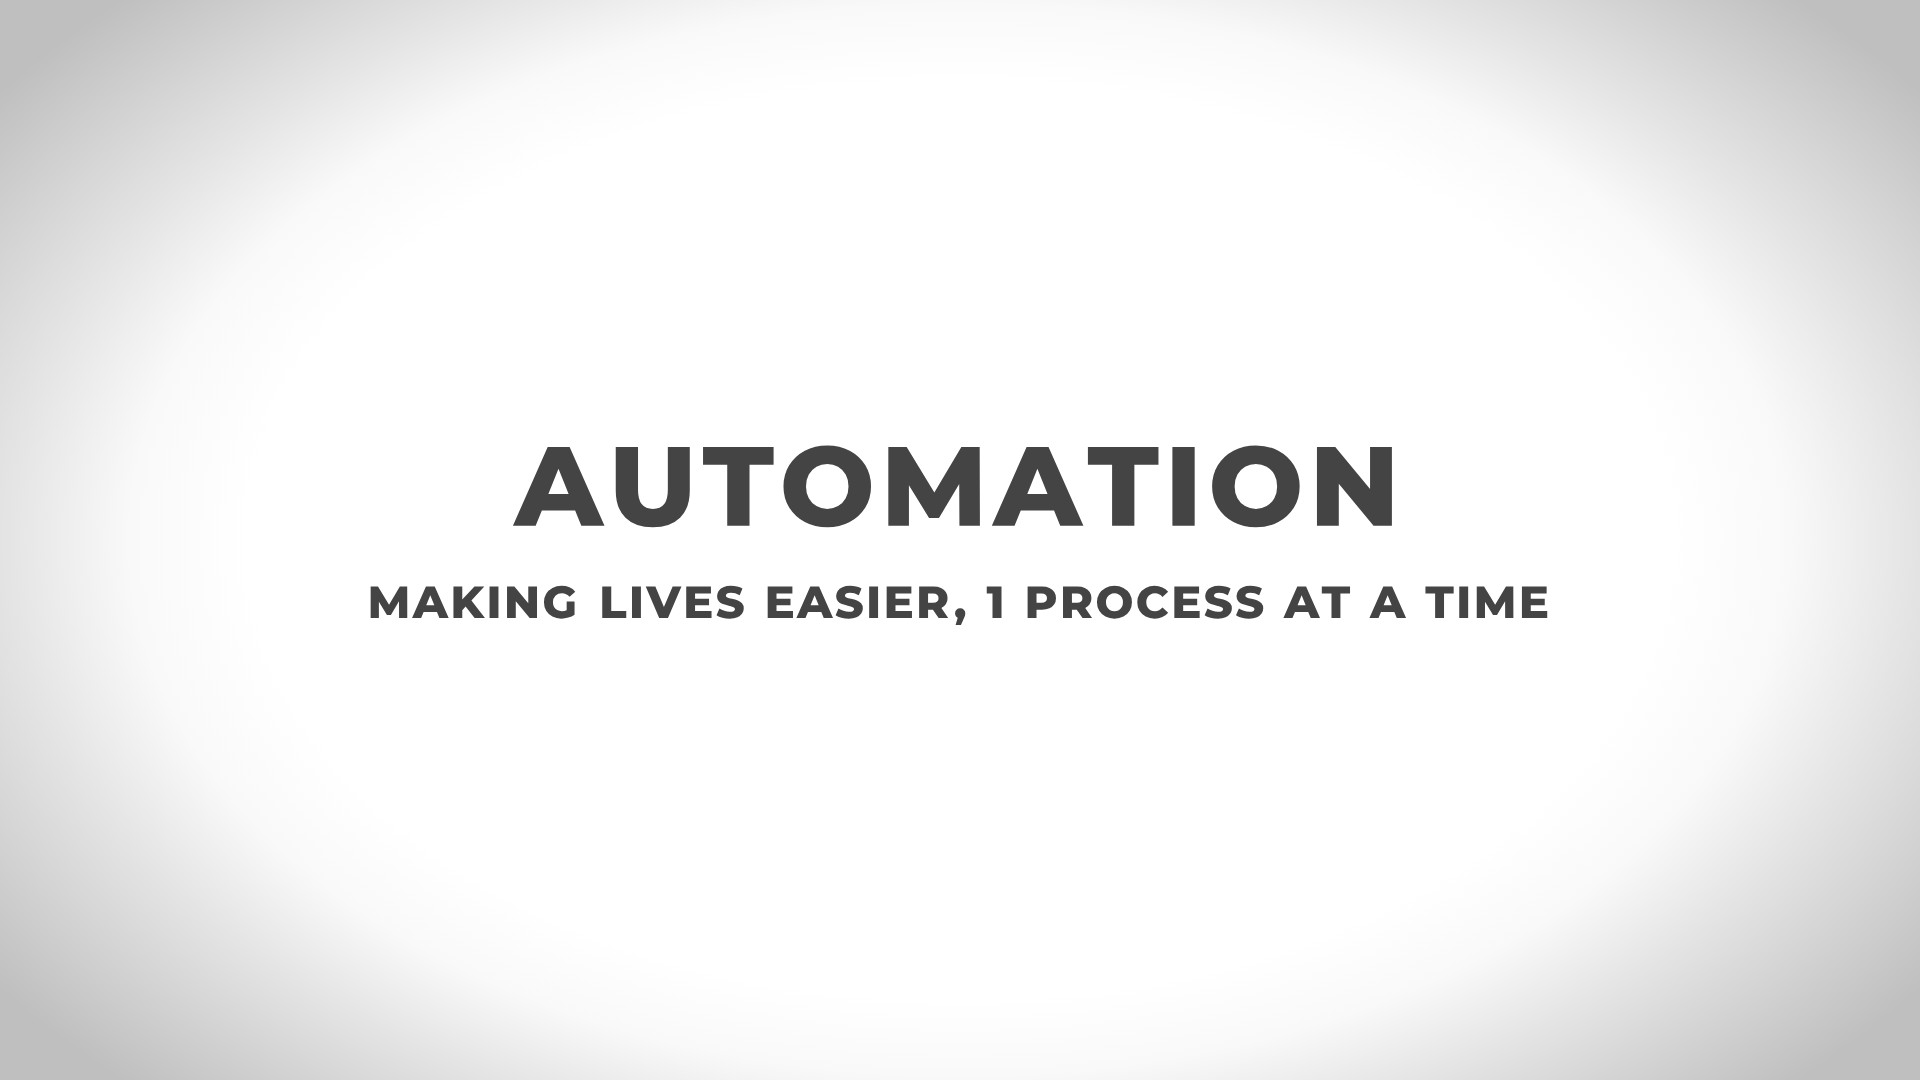 AUTOMATION
MAKING LIVES EASIER, 1 PROCESS AT A TIME